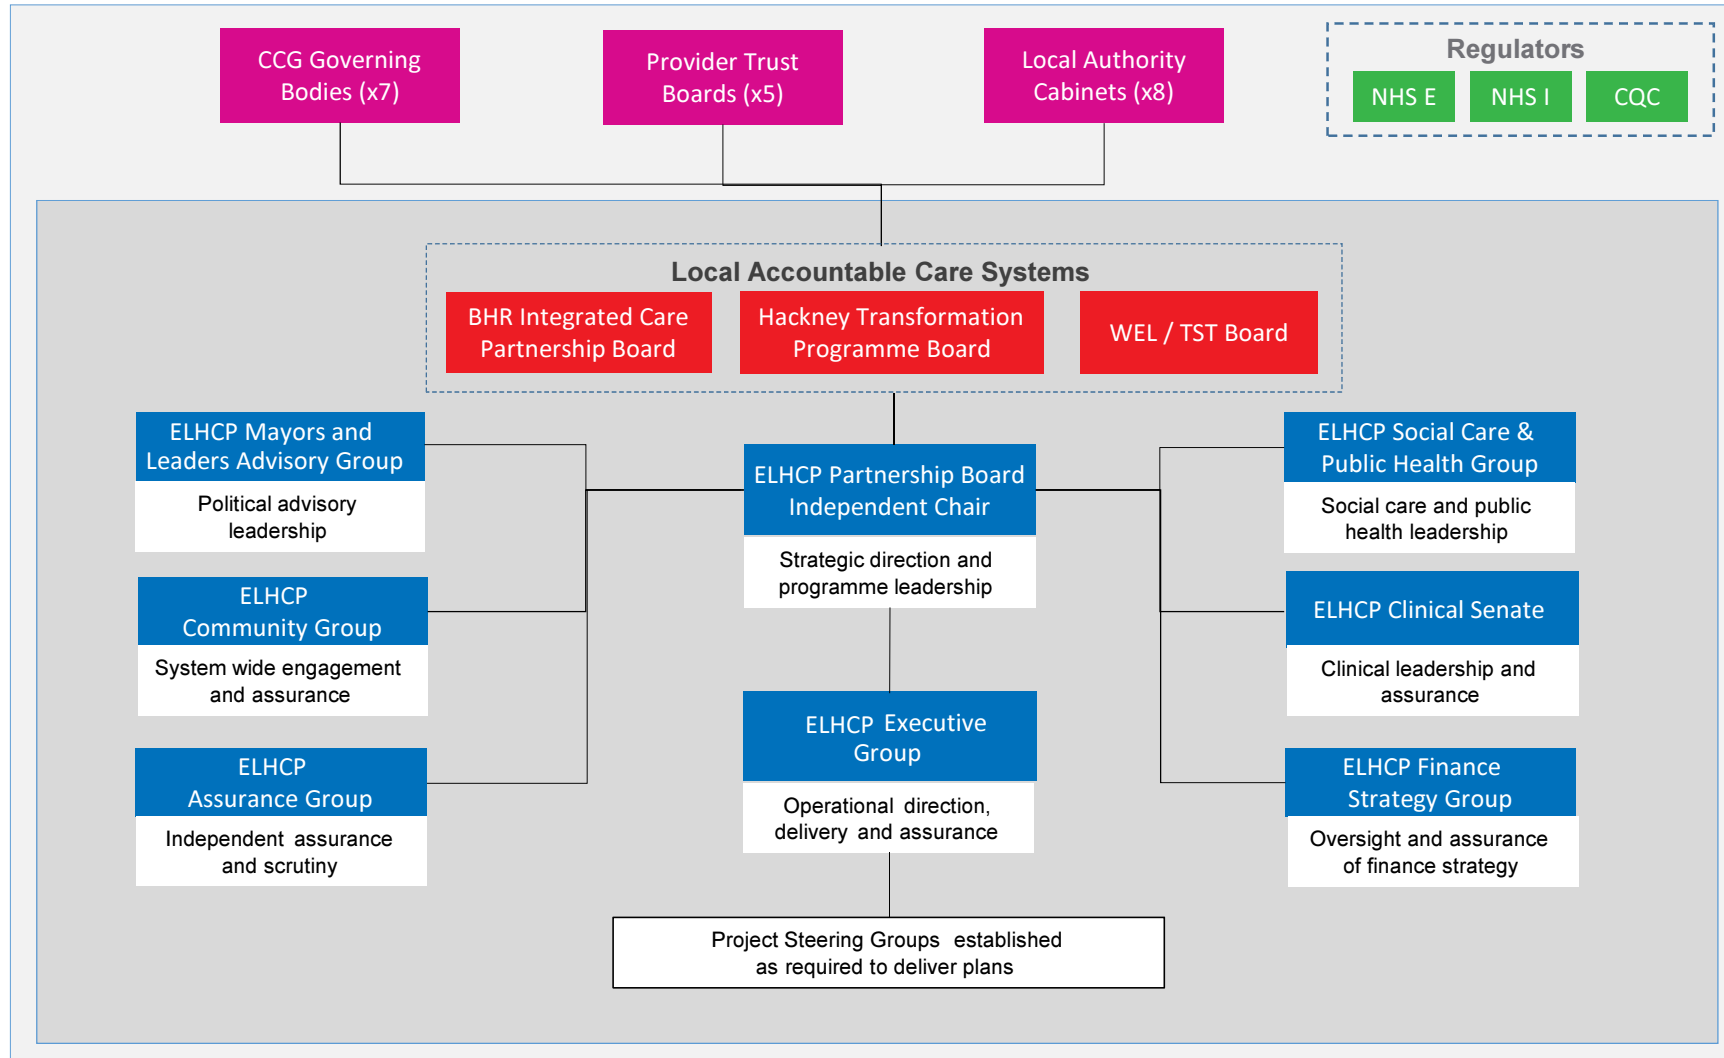 CCG Governing
Bodies (x7)
Provider Trust
Boards (x5)
Local Authority
Cabinets (x8)
Regulators
NHS E
NHS I
CQC
Local Accountable Care Systems
BHR Integrated Care
Partnership Board
Hackney Transformation
Programme Board
WEL / TST Board
ELHCP Mayors and
Leaders Advisory Group
Political advisory
leadership
ELHCP
Community Group
System wide engagement
and assurance
ELHCP
Assurance Group
Independent assurance
and scrutiny
ELHCP Partnership Board
Independent Chair
Strategic direction and
programme leadership
ELHCP Executive
Group
Operational direction,
delivery and assurance
Project Steering Groups established
as required to deliver plans
ELHCP Social Care &
Public Health Group
Social care and public
health leadership
ELHCP Clinical Senate
Clinical leadership and
assurance
ELHCP Finance
Strategy Group
Oversight and assurance
of finance strategy